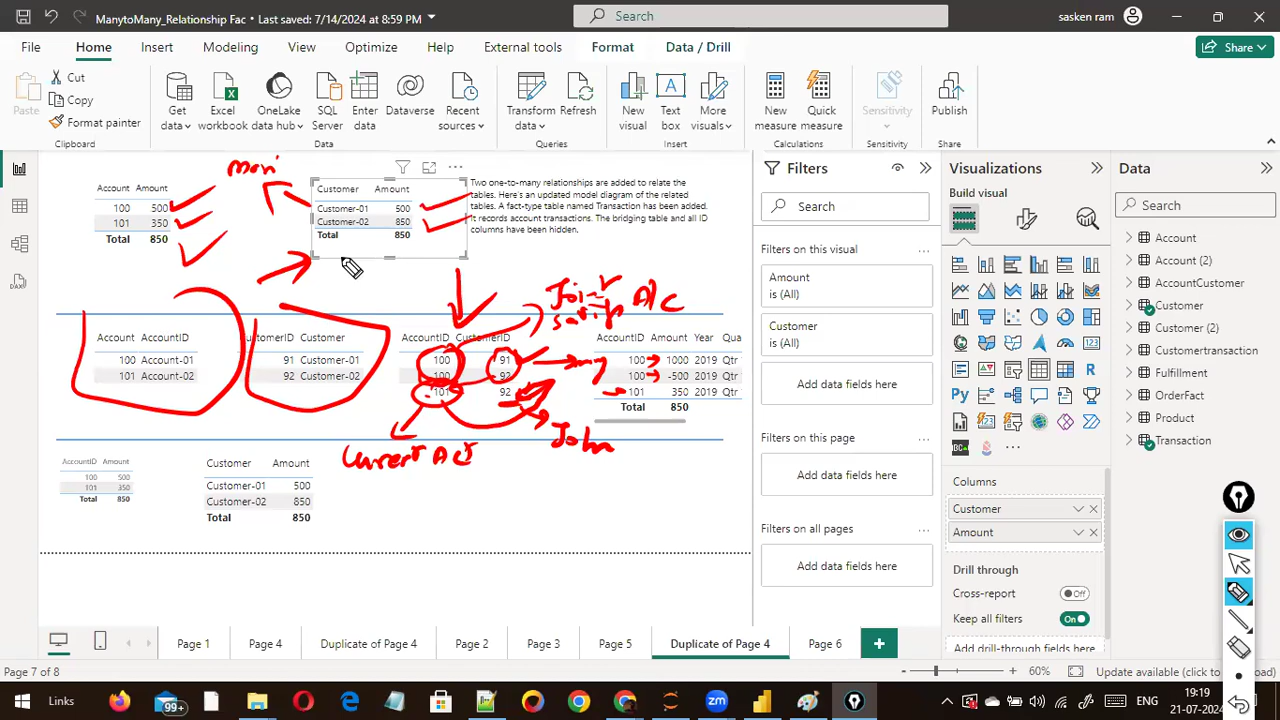 ManytoMany_Relationship Fac • Last saved: 7/14/2024 at 8:59 PM
Search
sasken ram
File
Home
Insert
Modeling
View
Optimize
Help
External tools
Format
Data / Drill
Share
Paste
Cut
Copy
Format painter
Get data
Excel workbook
OneLake data hub
SQL Server
Enter data
Dataverse
Recent sources
Transform data
Refresh
New visual
Text box
More visuals
New measure
Quick measure
Sensitivity
Publish
Clipboard
Data
Queries
Insert
Calculations
Sensitivity
Share
Account Amount
100 500
101 350
Total 850
Customer Amount
Customer-01 500
Customer-02 850
Total 850
Two one-to-many relationships are added to relate the
tables. Here's an updated model diagram of the related
tables. A fact-type table named Transaction has been added.
It records account transactions. The bridging table and all ID
columns have been hidden.
Joint
A/C
Account AccountID
100 Account-01
101 Account-02
CustomerID Customer
91 Customer-01
92 Customer-02
AccountID CustomerID
100 91
100 92
101 92
AccountID Amount Year Qua
100 1000 2019 Qtr
100 -500 2019 Qtr
101 350 2019 Qtr
Total 850
John
Current Act
AccountID Amount
100 500
101 350
Total 850
Customer Amount
Customer-01 500
Customer-02 850
Total 850
Filters
Search
Filters on this visual
Amount
is (All)
Customer
is (All)
Add data fields here
Filters on this page
Add data fields here
Filters on all pages
Add data fields here
Visualizations
Build visual
Columns
Customer
Amount
Drill through
Cross-report
Off
Keep all filters
On
Add drill-through fields here
Data
Search
Account
Account (2)
AccountCustomer
Customer
Customer (2)
Customertransaction
Fulfillment
OrderFact
Product
Transaction
Page 1
Page 4
Duplicate of Page 4
Page 2
Page 3
Page 5
Duplicate of Page 4
Page 6
Page 7 of 8
60%
Update available (click to
Links
99+
ENG
19:19
21-07-2024